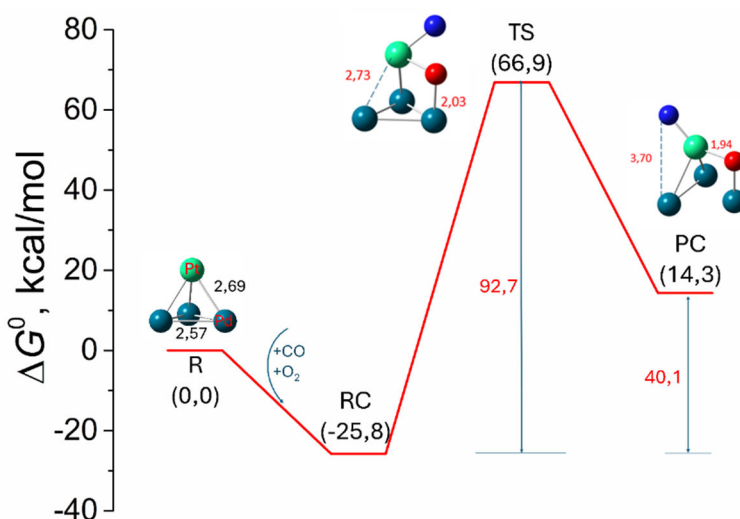 80
60
40
20
0
-20
-40
ΔG⁰, kcal/mol
TS
(66,9)
2,73
2,03
3,70
1,94
PC
(14,3)
92,7
40,1
Pt
2,69
Pd
2,57
R
(0,0)
+CO
+O₂
RC
(-25,8)